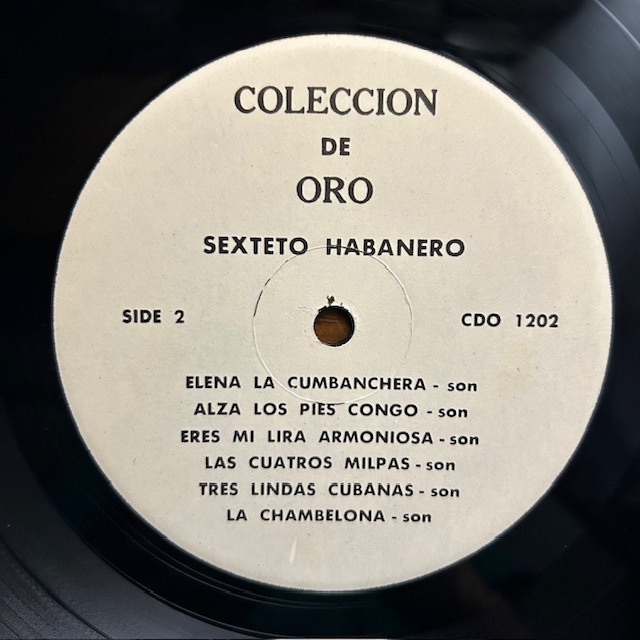 COLECCION
DE
ORO
SEXTETO HABANERO
SIDE 2 CDO 1202
ELENA LA CUMBANCHERA - son
ALZA LOS PIES CONGO - son
ERES MI LIRA ARMONIOSA - son
LAS CUATROS MILPAS - son
TRES LINDAS CUBANAS - son
LA CHAMBELONA - son